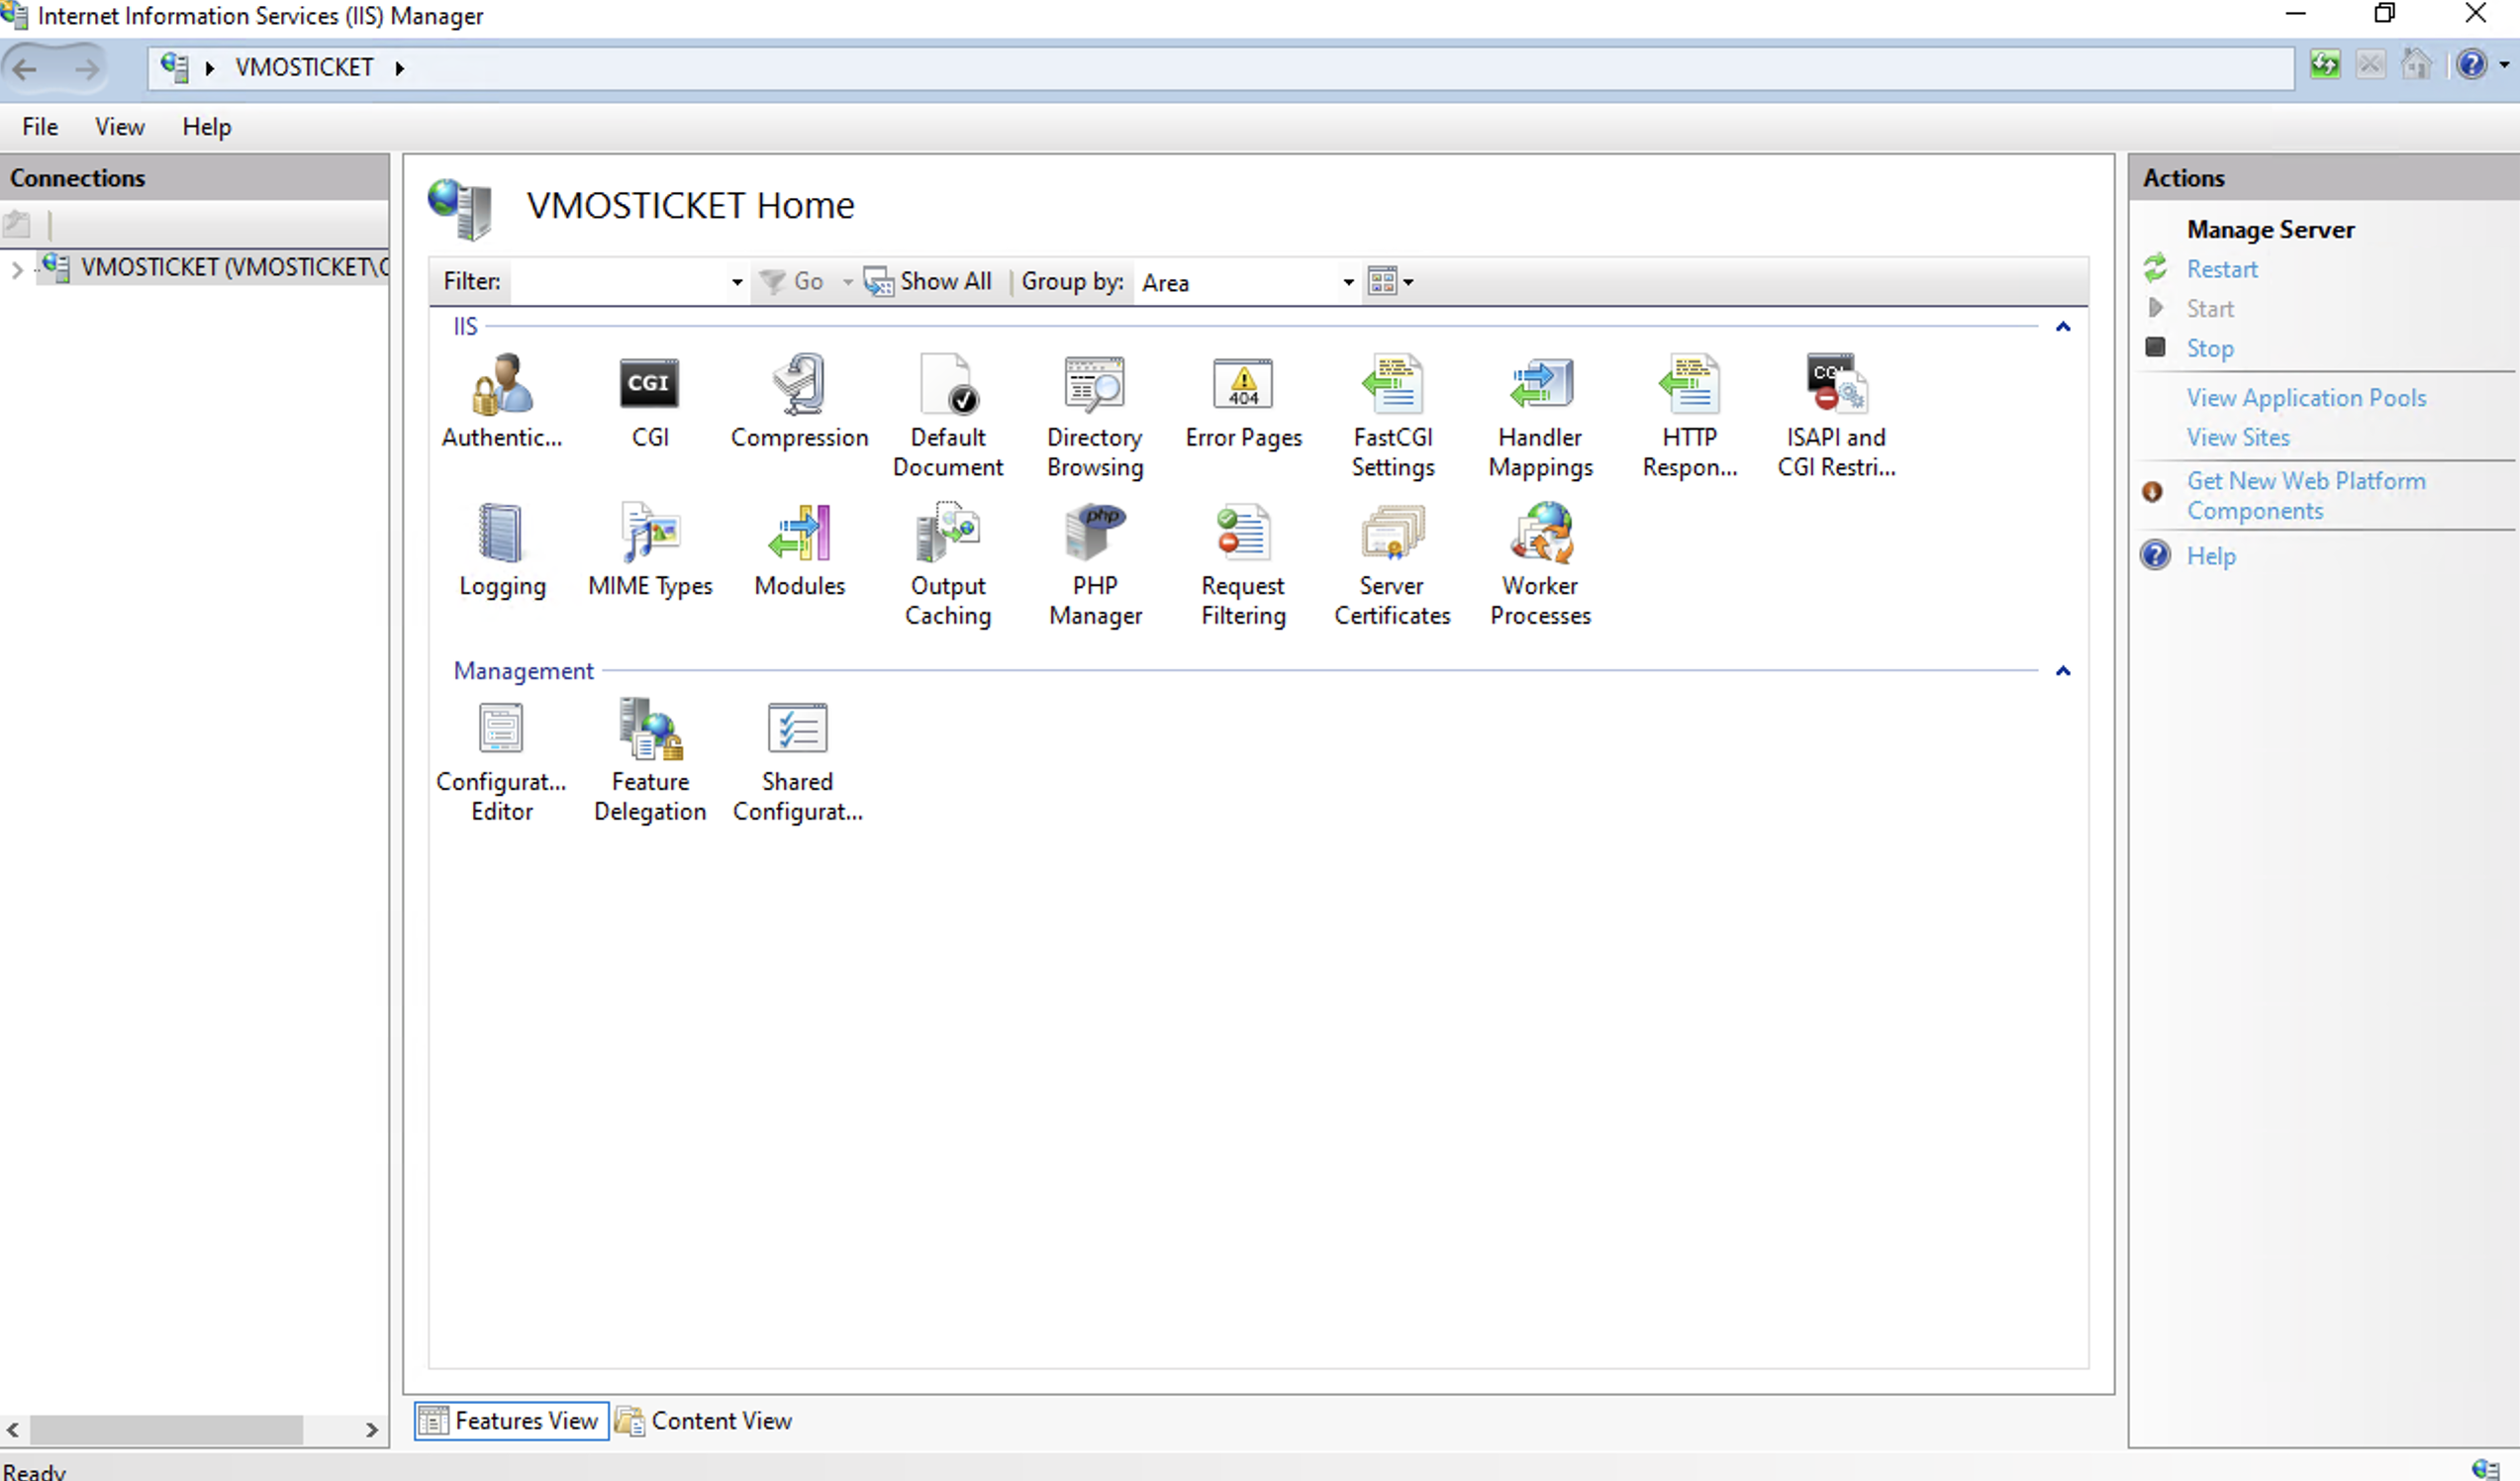 Internet Information Services (IIS) Manager
VMOSTICKET
File View Help
Connections
VMOSTICKET (VMOSTICKET\
VMOSTICKET Home
Filter: Go Show All Group by: Area
IIS
Authentic...
CGI
Compression
Default
Document
Directory
Browsing
Error Pages
404
FastCGI
Settings
Handler
Mappings
HTTP
Respon...
ISAPI and
CGI Restri...
CGI
Logging
MIME Types
Modules
Output
Caching
php
PHP
Manager
Request
Filtering
Server
Certificates
Worker
Processes
Management
Configurat...
Editor
Feature
Delegation
Shared
Configurat...
Features View Content View
Ready
Actions
Manage Server
Restart
Start
Stop
View Application Pools
View Sites
Get New Web Platform
Components
Help